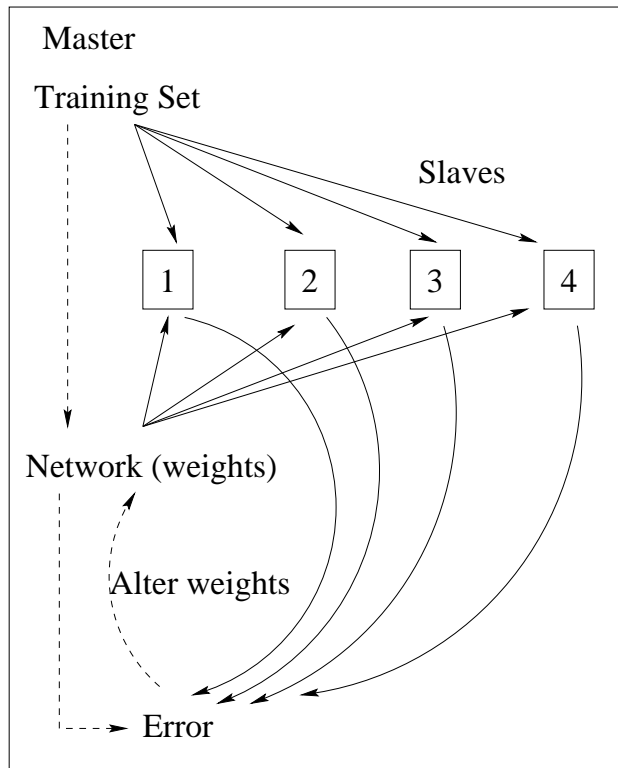 Master
Training Set
Slaves
1 2 3 4
Network (weights)
Alter weights
Error